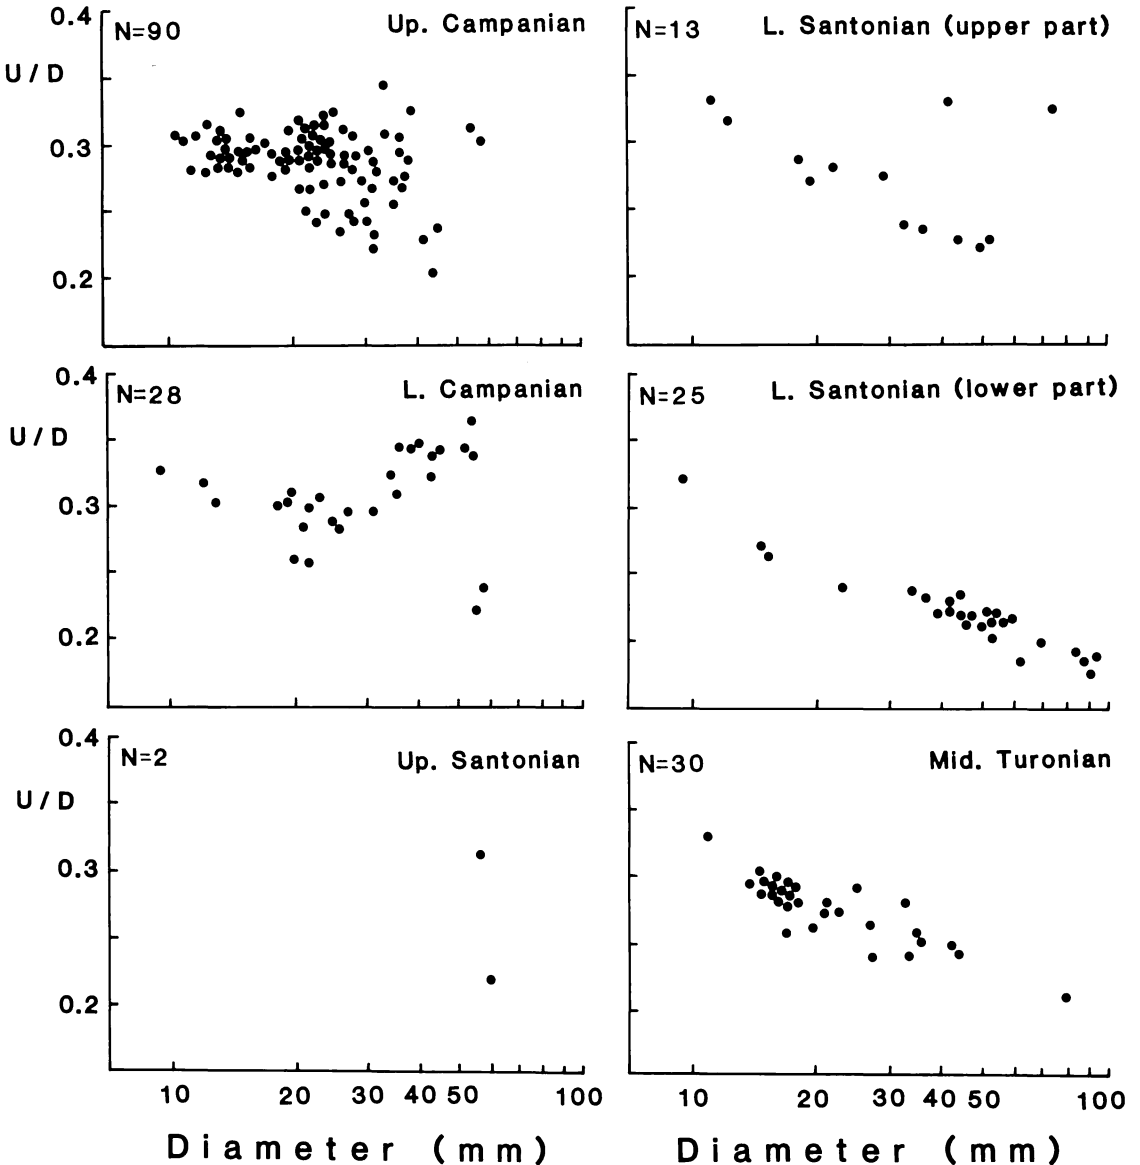 0.4
N=90 Up. Campanian
U/D
0.3
0.2
N=13 L. Santonian (upper part)
0.4
N=28 L. Campanian
U/D
0.3
0.2
N=25 L. Santonian (lower part)
0.4
N=2 Up. Santonian
U/D
0.3
0.2
10 20 30 40 50 100
Diameter (mm)
N=30 Mid. Turonian
10 20 30 40 50 100
Diameter (mm)